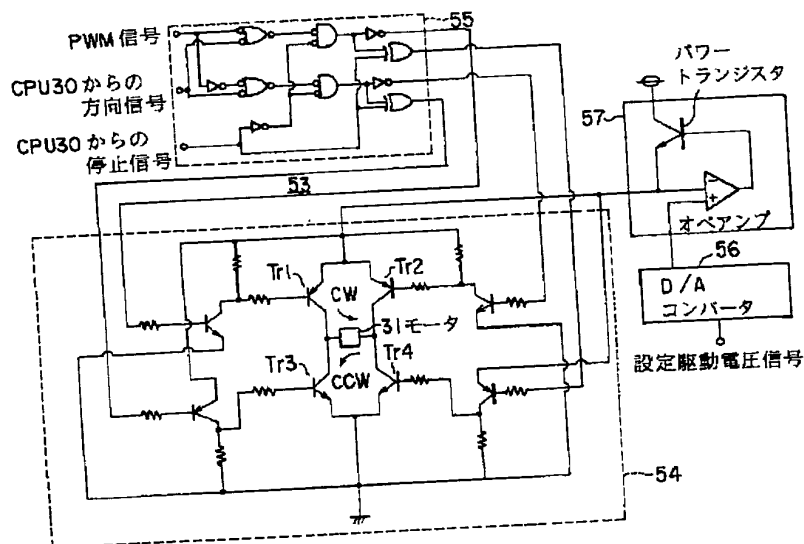 PWM信号
CPU30からの
方向信号
CPU30からの
停止信号
55
53
パワー
トランジスタ
57
オペアンプ
56
D/A
コンバータ
設定駆動電圧信号
Tr1
Tr2
CW
31モータ
CCW
Tr3
Tr4
54